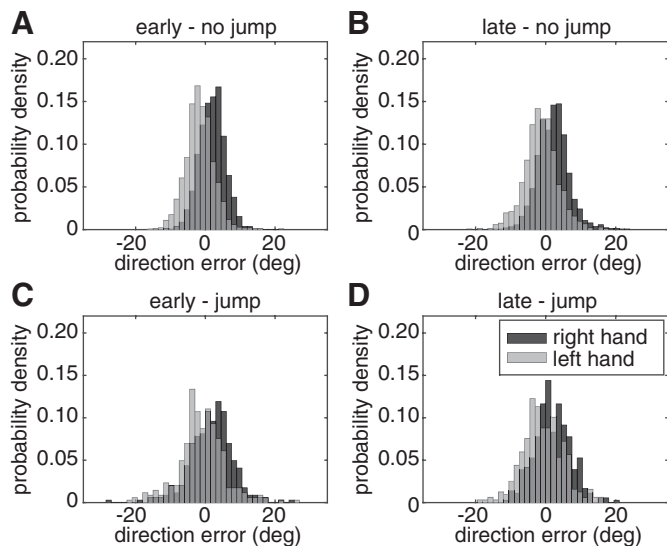 A
early - no jump
probability density
0.20
0.15
0.10
0.05
0
-20 0 20
direction error (deg)
B
late - no jump
probability density
0.20
0.15
0.10
0.05
0
-20 0 20
direction error (deg)
C
early - jump
probability density
0.20
0.15
0.10
0.05
0
-20 0 20
direction error (deg)
D
late - jump
right hand
left hand
probability density
0.20
0.15
0.10
0.05
0
-20 0 20
direction error (deg)